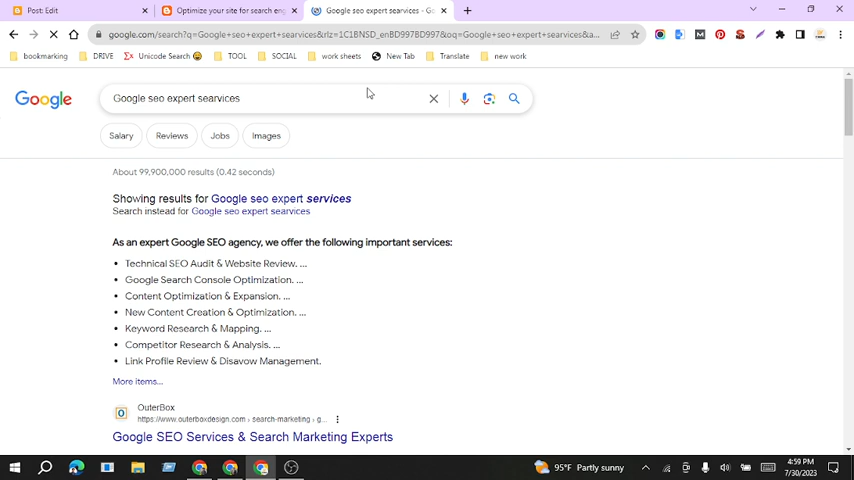 Post: Edit
Optimize your site for search eng
Google seo expert searvices - Go
google.com/search?q=Google+seo+expert+searvices&rlz=1C1BNSD_enBD997BD997&oq=Google+seo+expert+searvices&a...
bookmarking
DRIVE
Unicode Search
TOOL
SOCIAL
work sheets
New Tab
Translate
new work
Google
Google seo expert searvices
Salary
Reviews
Jobs
Images
About 99,900,000 results (0.42 seconds)
Showing results for Google seo expert services
Search instead for Google seo expert searvices
As an expert Google SEO agency, we offer the following important services:
• Technical SEO Audit & Website Review. ...
• Google Search Console Optimization. ...
• Content Optimization & Expansion. ...
• New Content Creation & Optimization. ...
• Keyword Research & Mapping. ...
• Competitor Research & Analysis. ...
• Link Profile Review & Disavow Management.
More items...
OuterBox
https://www.outerboxdesign.com › search-marketing › g...
Google SEO Services & Search Marketing Experts
95°F Partly sunny
4:59 PM
7/30/2023